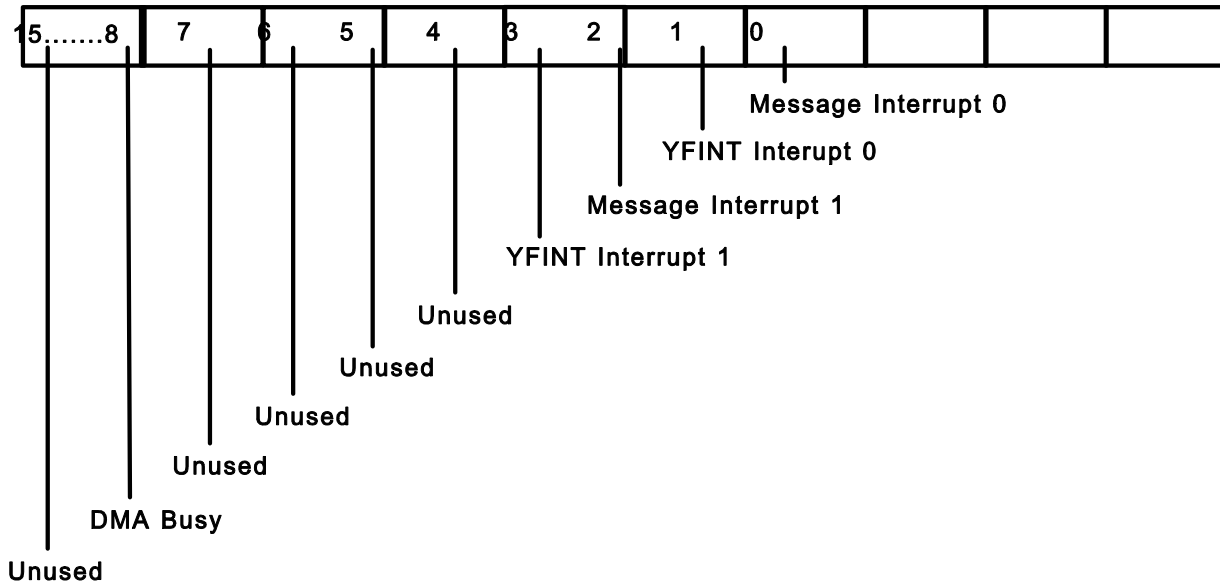 15.......8 7 6 5 4 3 2 1 0
Message Interrupt 0
YFINT Interupt 0
Message Interrupt 1
YFINT Interrupt 1
Unused
Unused
Unused
Unused
DMA Busy
Unused